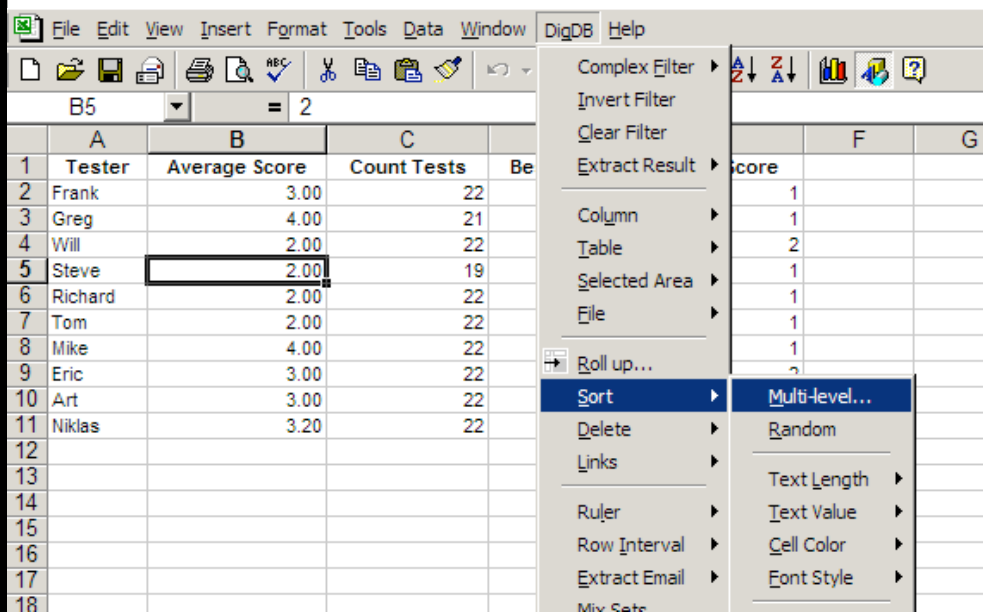 File Edit View Insert Format Tools Data Window DigDB Help
ABC
A Z Z A
B5 = 2
A B C F G
1 Tester Average Score Count Tests Be core
2 Frank 3.00 22 1
3 Greg 4.00 21 1
4 Will 2.00 22 2
5 Steve 2.00 19 1
6 Richard 2.00 22 1
7 Tom 2.00 22 1
8 Mike 4.00 22 1
9 Eric 3.00 22
10 Art 3.00 22
11 Niklas 3.20 22
12
13
14
15
16
17
18
Complex Filter
Invert Filter
Clear Filter
Extract Result
Column
Table
Selected Area
File
Roll up...
Sort
Delete
Links
Ruler
Row Interval
Extract Email
Mix Sets
Multi-level...
Random
Text Length
Text Value
Cell Color
Font Style